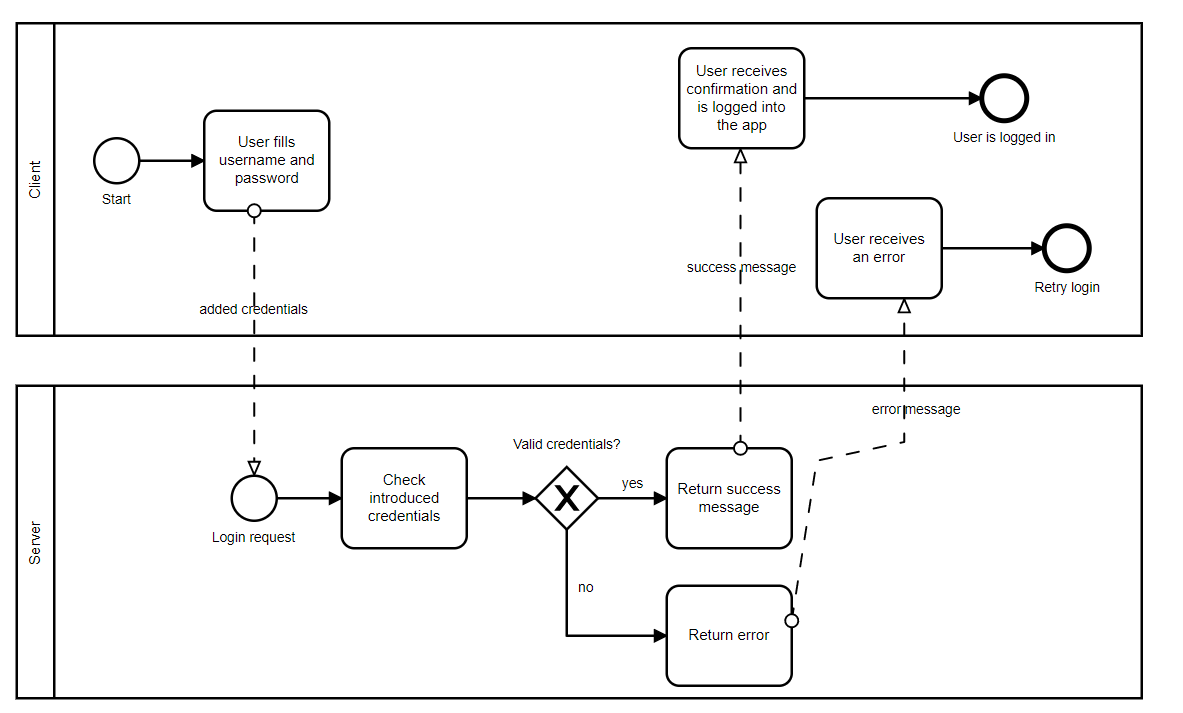 Client
Start
User fills
username and
password
added credentials
User receives
confirmation and
is logged into
the app
User is logged in
success message
User receives
an error
Retry login
error message
Server
Login request
Check
introduced
credentials
Valid credentials?
X
yes
Return success
message
no
Return error